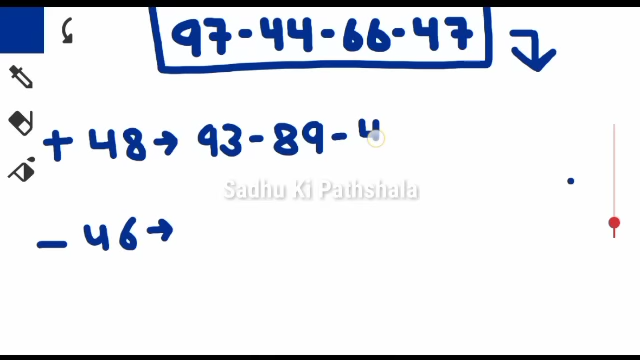 97-44-66-47
+ 48 → 93-89-4
Sadhu Ki Pathshala
- 46 →